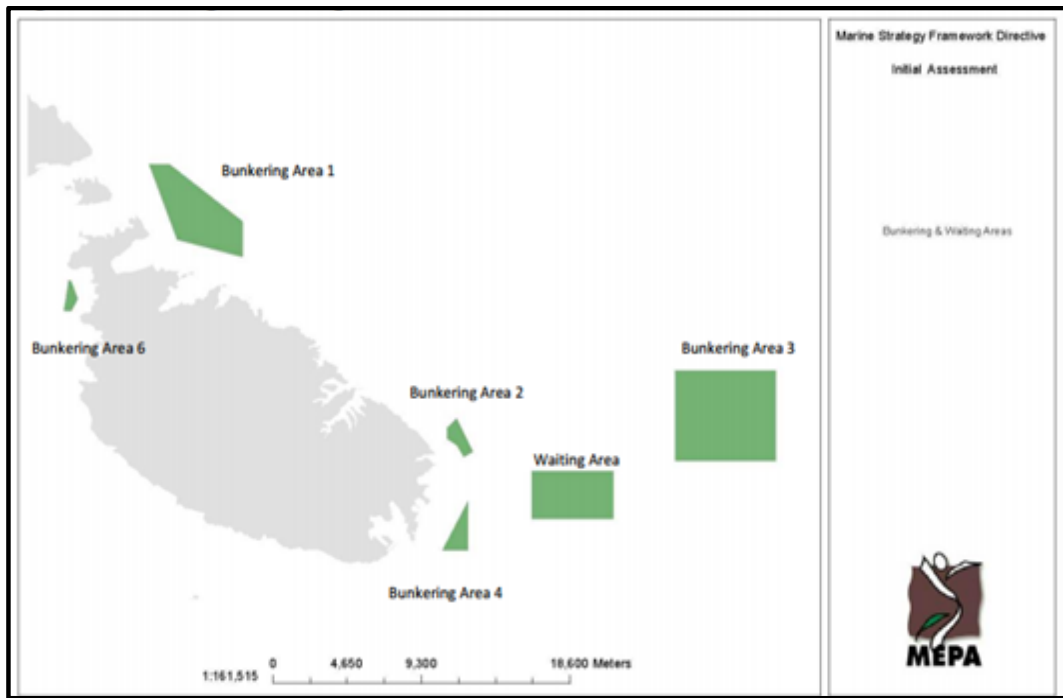 Marine Strategy Framework Directive
Initial Assessment
Bunkering & Waiting Areas
Bunkering Area 1
Bunkering Area 6
Bunkering Area 3
Bunkering Area 2
Waiting Area
Bunkering Area 4
1:161,515
0 4,650 9,300 18,600 Meters
MEPA